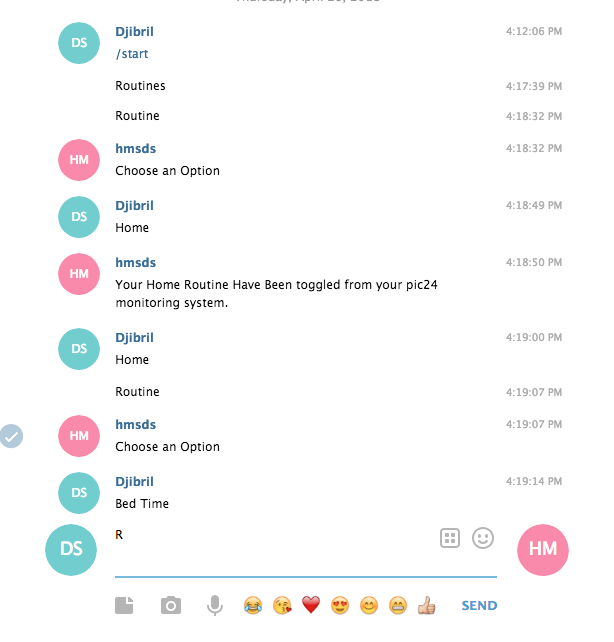 DS
Djibril
4:12:06 PM
/start
Routines
4:17:39 PM
Routine
4:18:32 PM
HM
hmsds
4:18:32 PM
Choose an Option
DS
Djibril
4:18:49 PM
Home
HM
hmsds
4:18:50 PM
Your Home Routine Have Been toggled from your pic24
monitoring system.
DS
Djibril
4:19:00 PM
Home
Routine
4:19:07 PM
HM
hmsds
4:19:07 PM
Choose an Option
DS
Djibril
4:19:14 PM
Bed Time
DS
R
HM
SEND